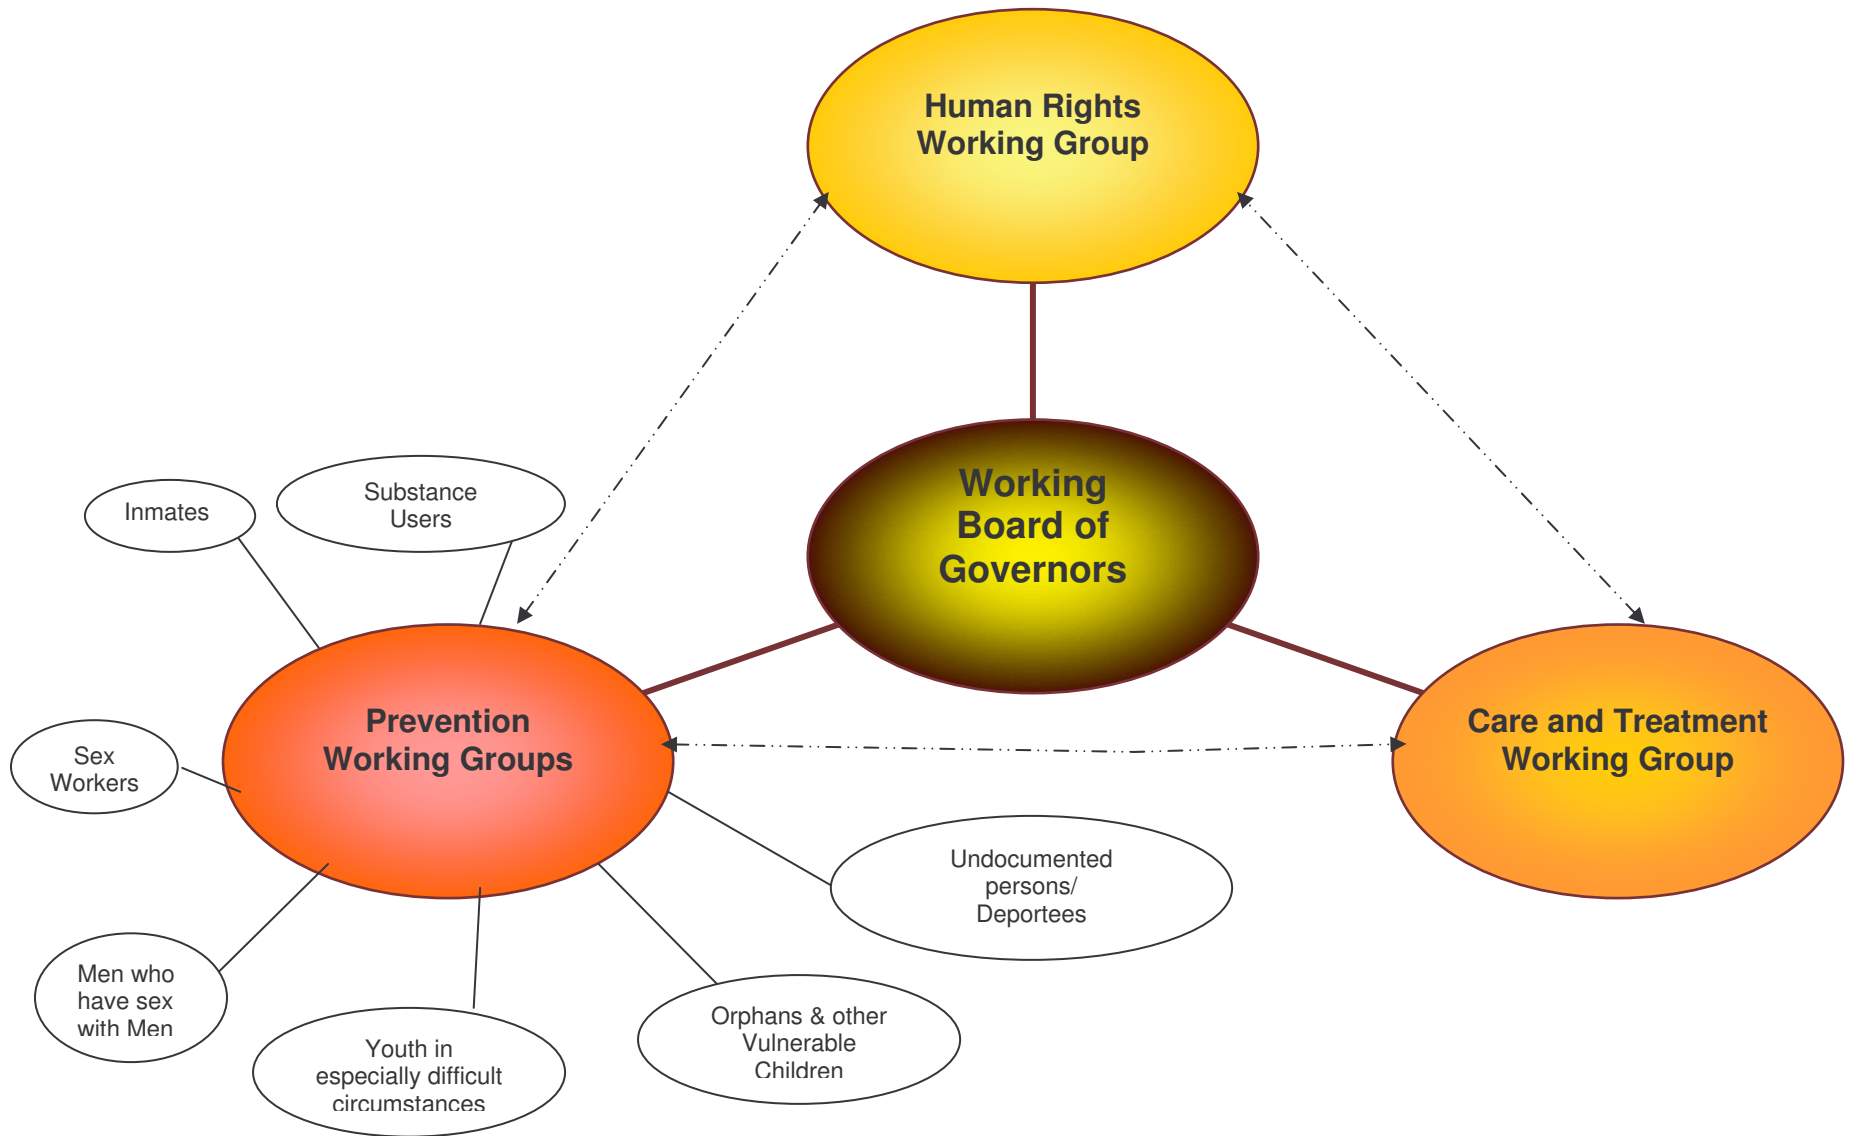 Human Rights
Working Group
Working
Board of
Governors
Inmates
Substance
Users
Prevention
Working Groups
Care and Treatment
Working Group
Sex
Workers
Undocumented
persons/
Deportees
Men who
have sex
with Men
Orphans & other
Vulnerable
Children
Youth in
especially difficult
circumstances